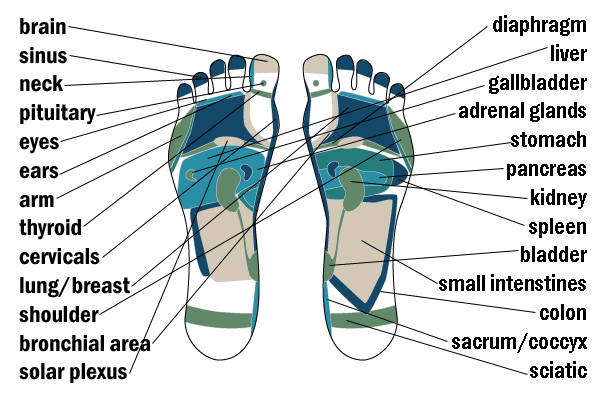 brain
sinus
neck
pituitary
eyes
ears
arm
thyroid
cervicals
lung/breast
shoulder
bronchial area
solar plexus
diaphragm
liver
gallbladder
adrenal glands
stomach
pancreas
kidney
spleen
bladder
small intenstines
colon
sacrum/coccyx
sciatic